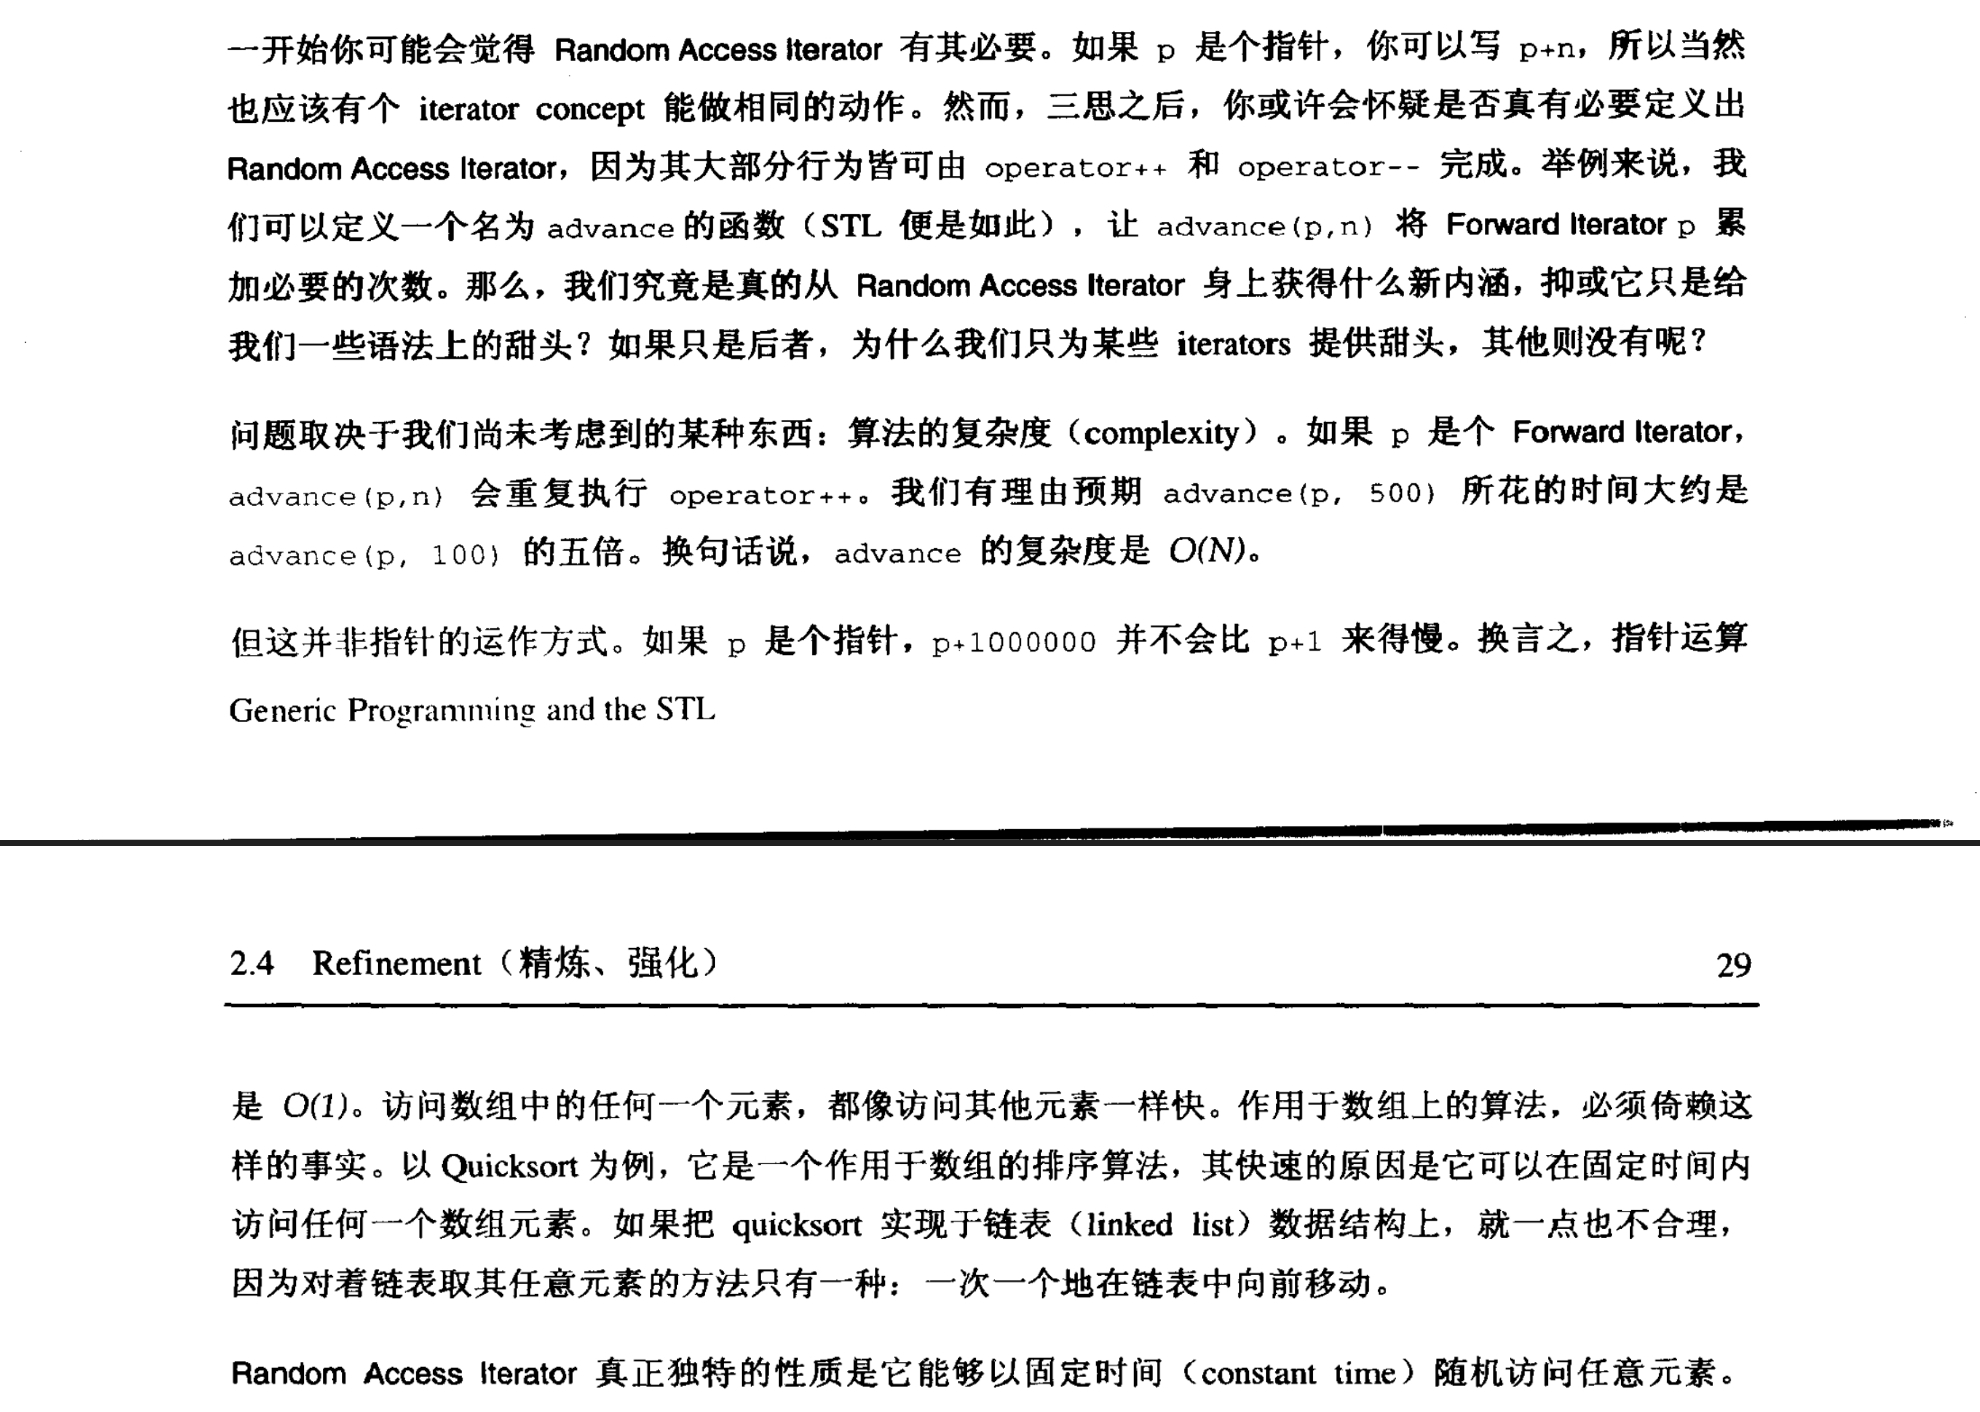 一开始你可能会觉得 Random Access Iterator 有其必要。如果 p 是个指针，你可以写 p+n，所以当然
也应该有个 iterator concept 能做相同的动作。然而，三思之后，你或许会怀疑是否真有必要定义出
Random Access Iterator，因为其大部分行为皆可由 operator++ 和 operator-- 完成。举例来说，我
们可以定义一个名为 advance 的函数（STL 便是如此），让 advance(p,n) 将 Forward Iterator p 累
加必要的次数。那么，我们究竟是真的从 Random Access Iterator 身上获得什么新内涵，抑或它只是给
我们一些语法上的甜头？如果只是后者，为什么我们只为某些 iterators 提供甜头，其他则没有呢？
问题取决于我们尚未考虑到的某种东西：算法的复杂度（complexity）。如果 p 是个 Forward Iterator，
advance(p,n) 会重复执行 operator++。我们有理由预期 advance(p, 500) 所花的时间大约是
advance(p, 100) 的五倍。换句话说，advance 的复杂度是 O(N)。
但这并非指针的运作方式。如果 p 是个指针，p+1000000 并不会比 p+1 来得慢。换言之，指针运算
Generic Programming and the STL
2.4 Refinement（精炼、强化） 29
是 O(1)。访问数组中的任何一个元素，都像访问其他元素一样快。作用于数组上的算法，必须倚赖这
样的事实。以 Quicksort 为例，它是一个作用于数组的排序算法，其快速的原因是它可以在固定时间内
访问任何一个数组元素。如果把 quicksort 实现于链表（linked list）数据结构上，就一点也不合理，
因为对着链表取其任意元素的方法只有一种：一次一个地在链表中向前移动。
Random Access Iterator 真正独特的性质是它能够以固定时间（constant time）随机访问任意元素。